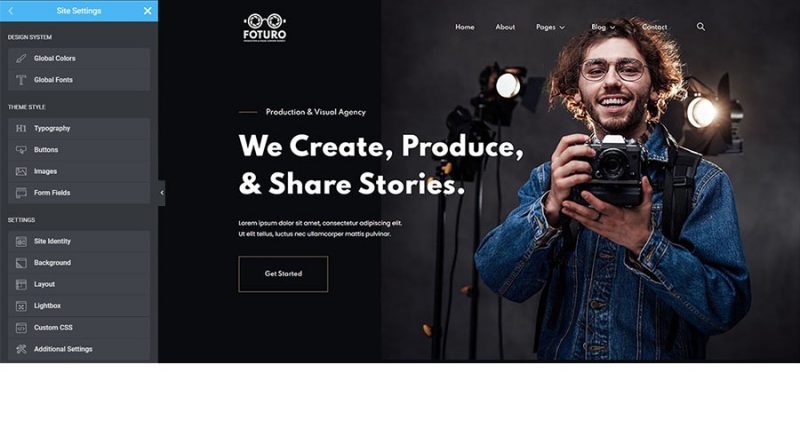 Site Settings
DESIGN SYSTEM
Global Colors
Global Fonts
THEME STYLE
H1 Typography
Buttons
Images
Form Fields
SETTINGS
Site Identity
Background
Layout
Lightbox
Custom CSS
Additional Settings
FOTURO
Home About Pages Blog Contact
Production & Visual Agency
We Create, Produce,
& Share Stories.
Lorem ipsum dolor sit amet, consectetur adipiscing elit.
Ut elit tellus, luctus nec ullamcorper mattis pulvinar.
Get Started